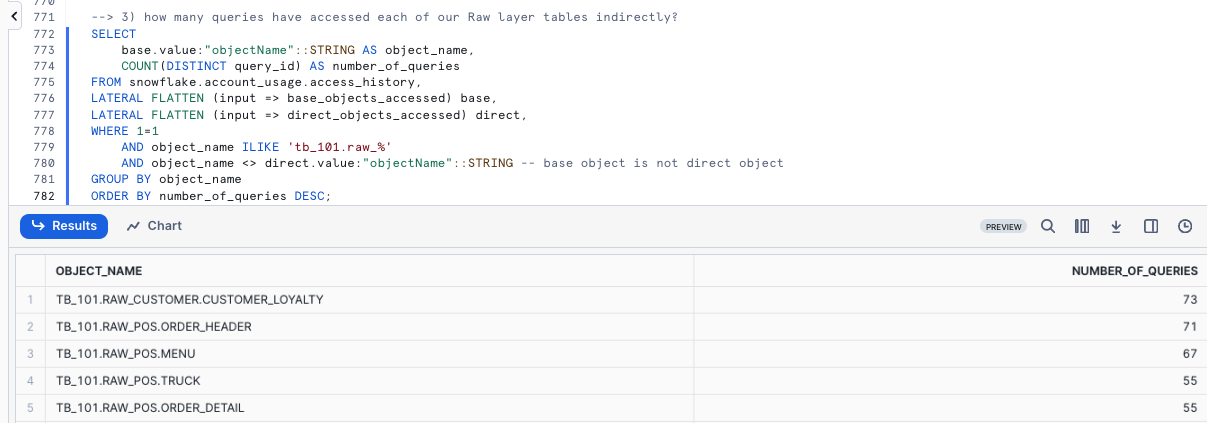 770
771 --> 3) how many queries have accessed each of our Raw layer tables indirectly?
772 SELECT
773     base.value:"objectName"::STRING AS object_name,
774     COUNT(DISTINCT query_id) AS number_of_queries
775 FROM snowflake.account_usage.access_history,
776 LATERAL FLATTEN (input => base_objects_accessed) base,
777 LATERAL FLATTEN (input => direct_objects_accessed) direct,
778 WHERE 1=1
779     AND object_name ILIKE 'tb_101.raw_%'
780     AND object_name <> direct.value:"objectName"::STRING -- base object is not direct object
781 GROUP BY object_name
782 ORDER BY number_of_queries DESC;
Results Chart PREVIEW
OBJECT_NAME NUMBER_OF_QUERIES
1 TB_101.RAW_CUSTOMER.CUSTOMER_LOYALTY 73
2 TB_101.RAW_POS.ORDER_HEADER 71
3 TB_101.RAW_POS.MENU 67
4 TB_101.RAW_POS.TRUCK 55
5 TB_101.RAW_POS.ORDER_DETAIL 55